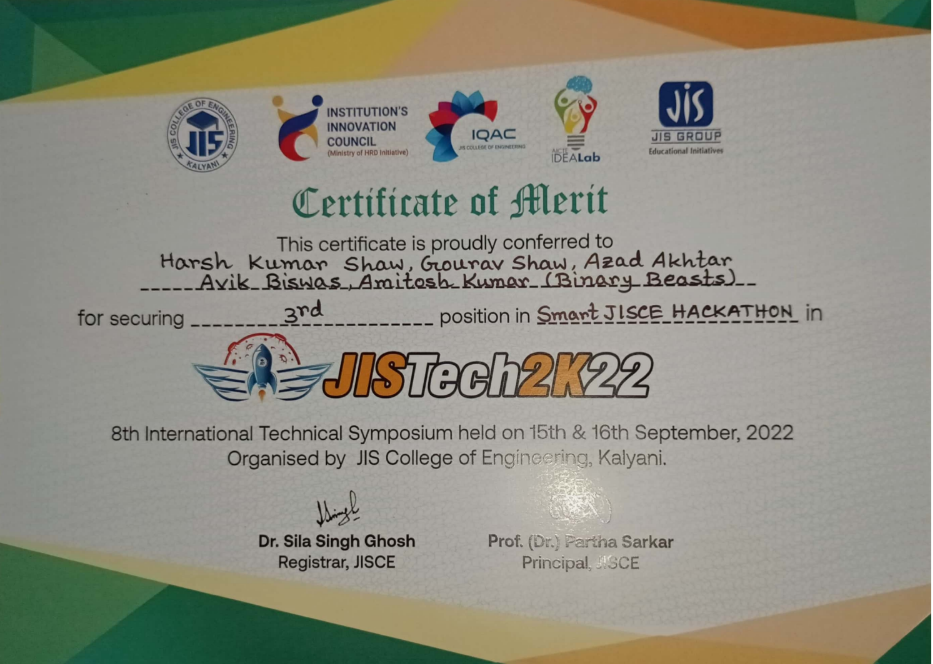 JIS COLLEGE OF ENGINEERING
JIS
★ KALYANI ★
INSTITUTION'S
INNOVATION
COUNCIL
(Ministry of HRD Initiative)
IQAC
JIS COLLEGE OF ENGINEERING
AICTE
IDEALab
JIS
JIS GROUP
Educational Initiatives
Certificate of Merit
This certificate is proudly conferred to
Harsh Kumar Shaw, Gourav Shaw, Azad Akhtar
Avik Biswas, Amitosh Kumar (Binary Beasts)
for securing 3rd position in Smart JISCE HACKATHON in
JISTech2K22
8th International Technical Symposium held on 15th & 16th September, 2022
Organised by JIS College of Engineering, Kalyani.
Dr. Sila Singh Ghosh
Registrar, JISCE
Prof. (Dr.) Partha Sarkar
Principal, JISCE